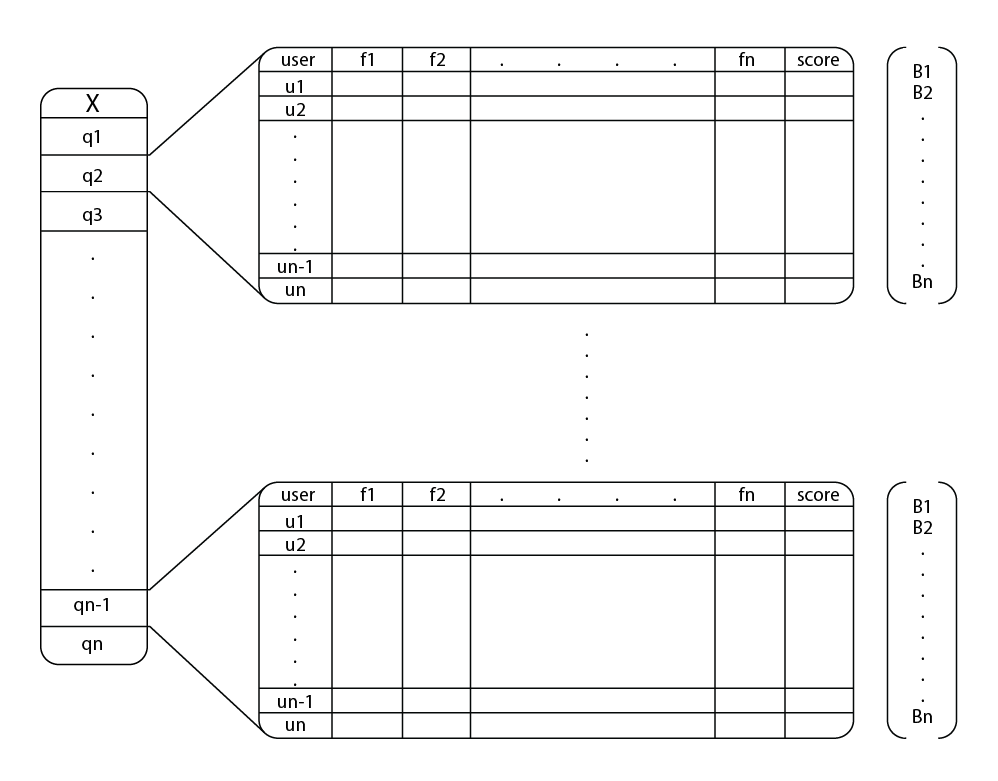 X
q1
q2
q3
.
.
.
.
.
.
.
.
.
qn-1
qn
user f1 f2 . . . . fn score
u1
u2
.
.
.
.
.
.
un-1
un
B1
B2
.
.
.
.
.
.
.
.
Bn
.
.
.
.
.
.
.
user f1 f2 . . . . fn score
u1
u2
.
.
.
.
.
.
un-1
un
B1
B2
.
.
.
.
.
.
.
.
Bn